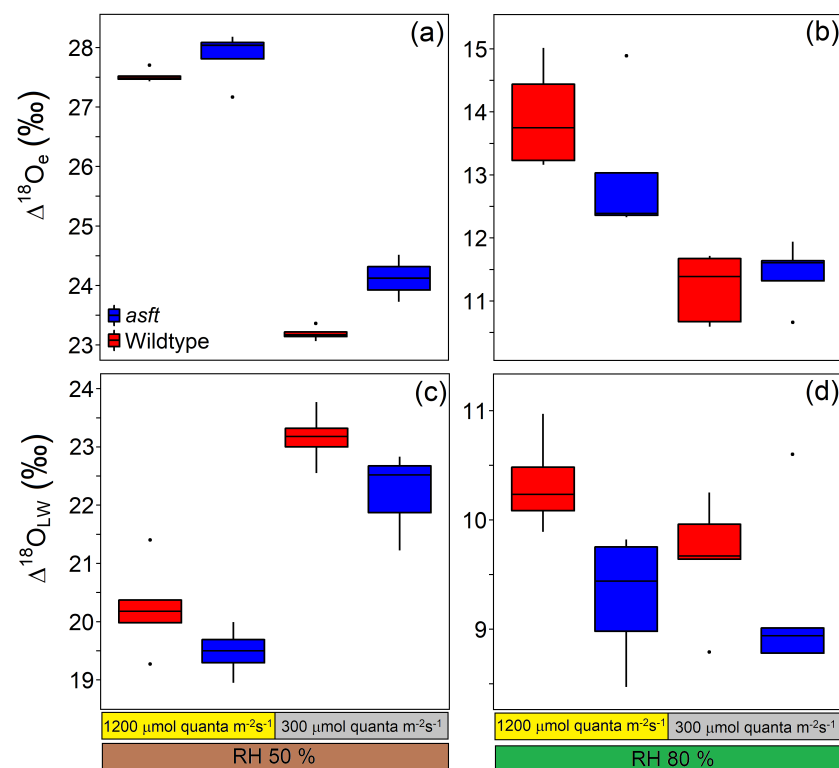 (a)
28
27
26
25
24
23
Δ¹⁸Oₑ (‰)
asft
Wildtype
(b)
15
14
13
12
11
(c)
24
23
22
21
20
19
Δ¹⁸O_LW (‰)
(d)
11
10
9
1200 μmol quanta m⁻²s⁻¹ 300 μmol quanta m⁻²s⁻¹
RH 50 %
1200 μmol quanta m⁻²s⁻¹ 300 μmol quanta m⁻²s⁻¹
RH 80 %